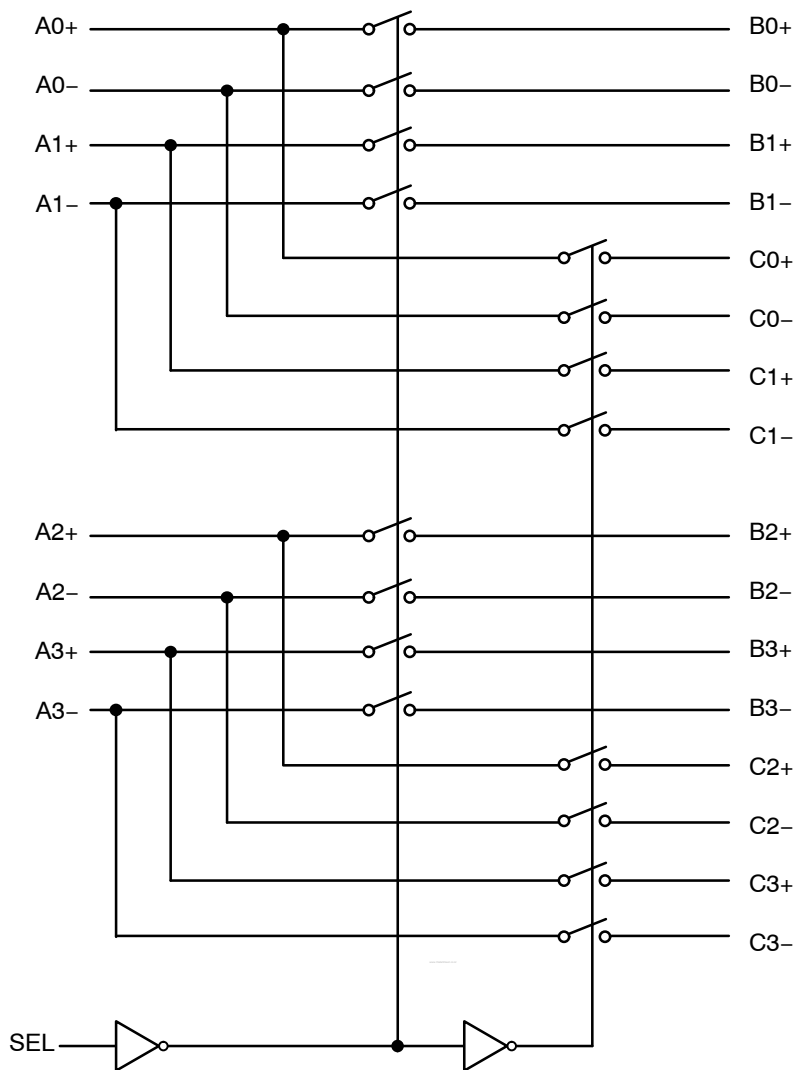 A0+ B0+
A0− B0−
A1+ B1+
A1− B1−
C0+
C0−
C1+
C1−
A2+ B2+
A2− B2−
A3+ B3+
A3− B3−
C2+
C2−
C3+
C3−
SEL